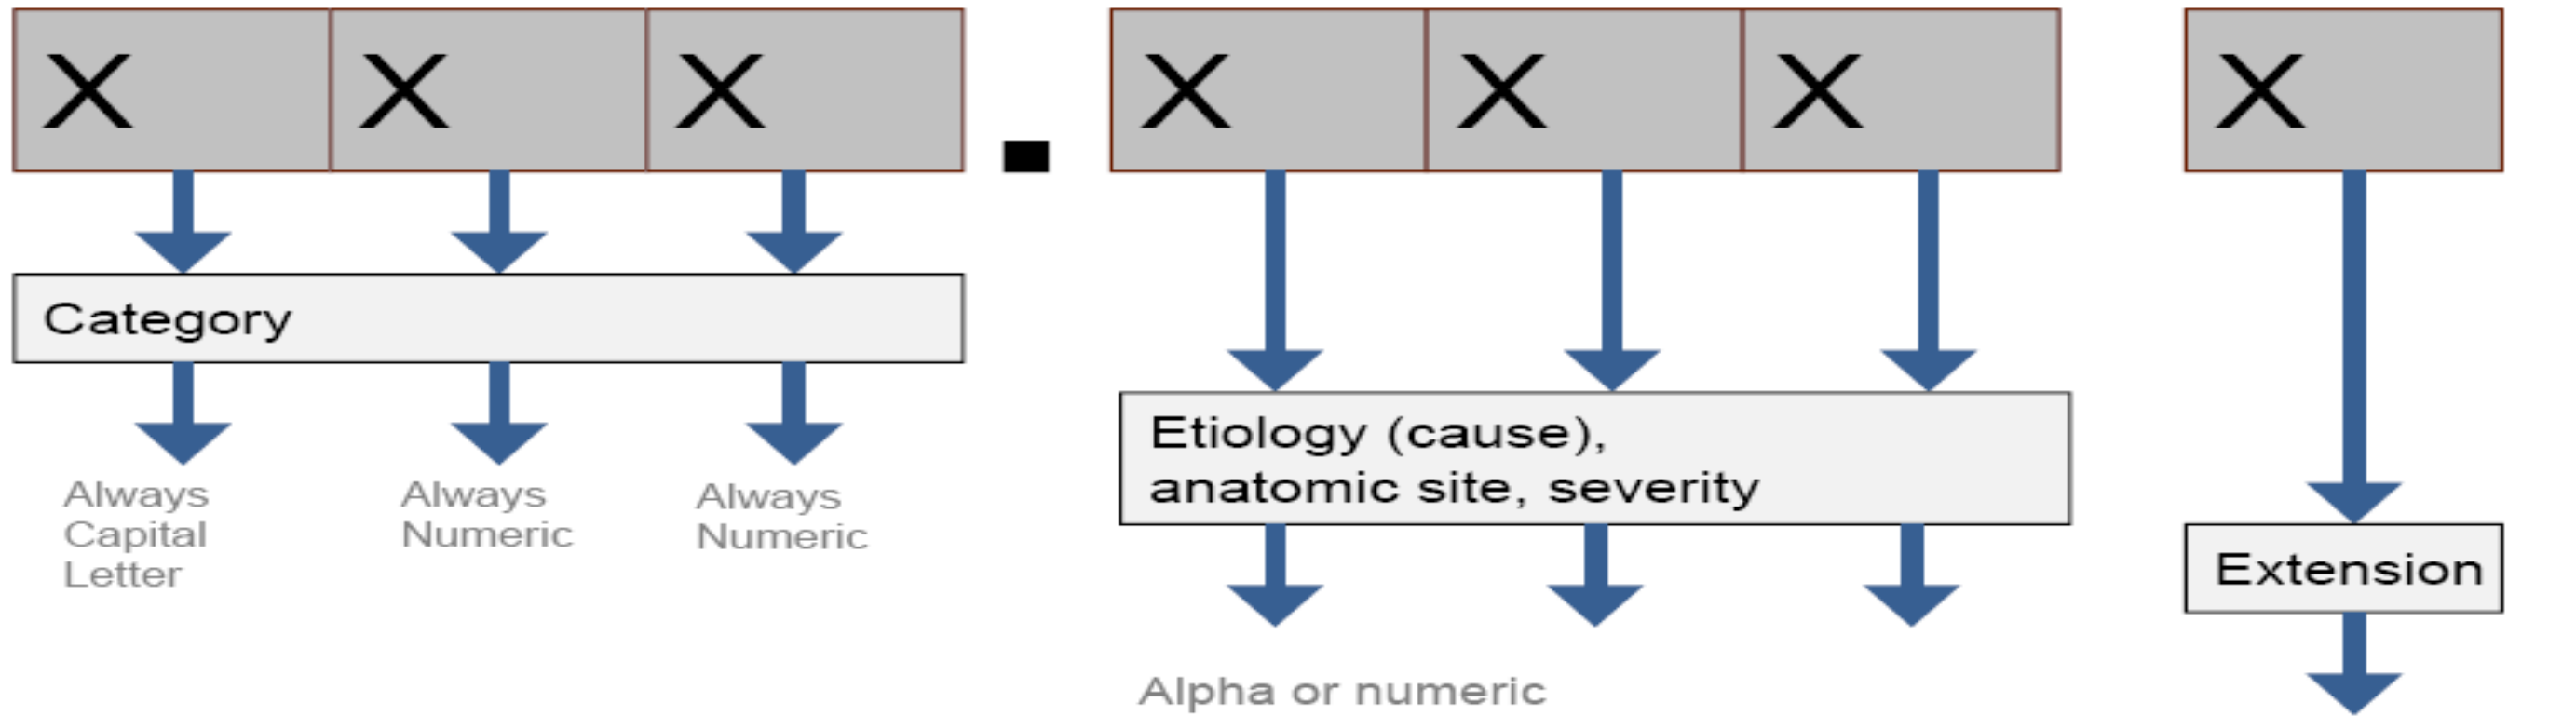 X X X . X X X X
Category
Etiology (cause),
anatomic site, severity
Extension
Always
Capital
Letter
Always
Numeric
Always
Numeric
Alpha or numeric